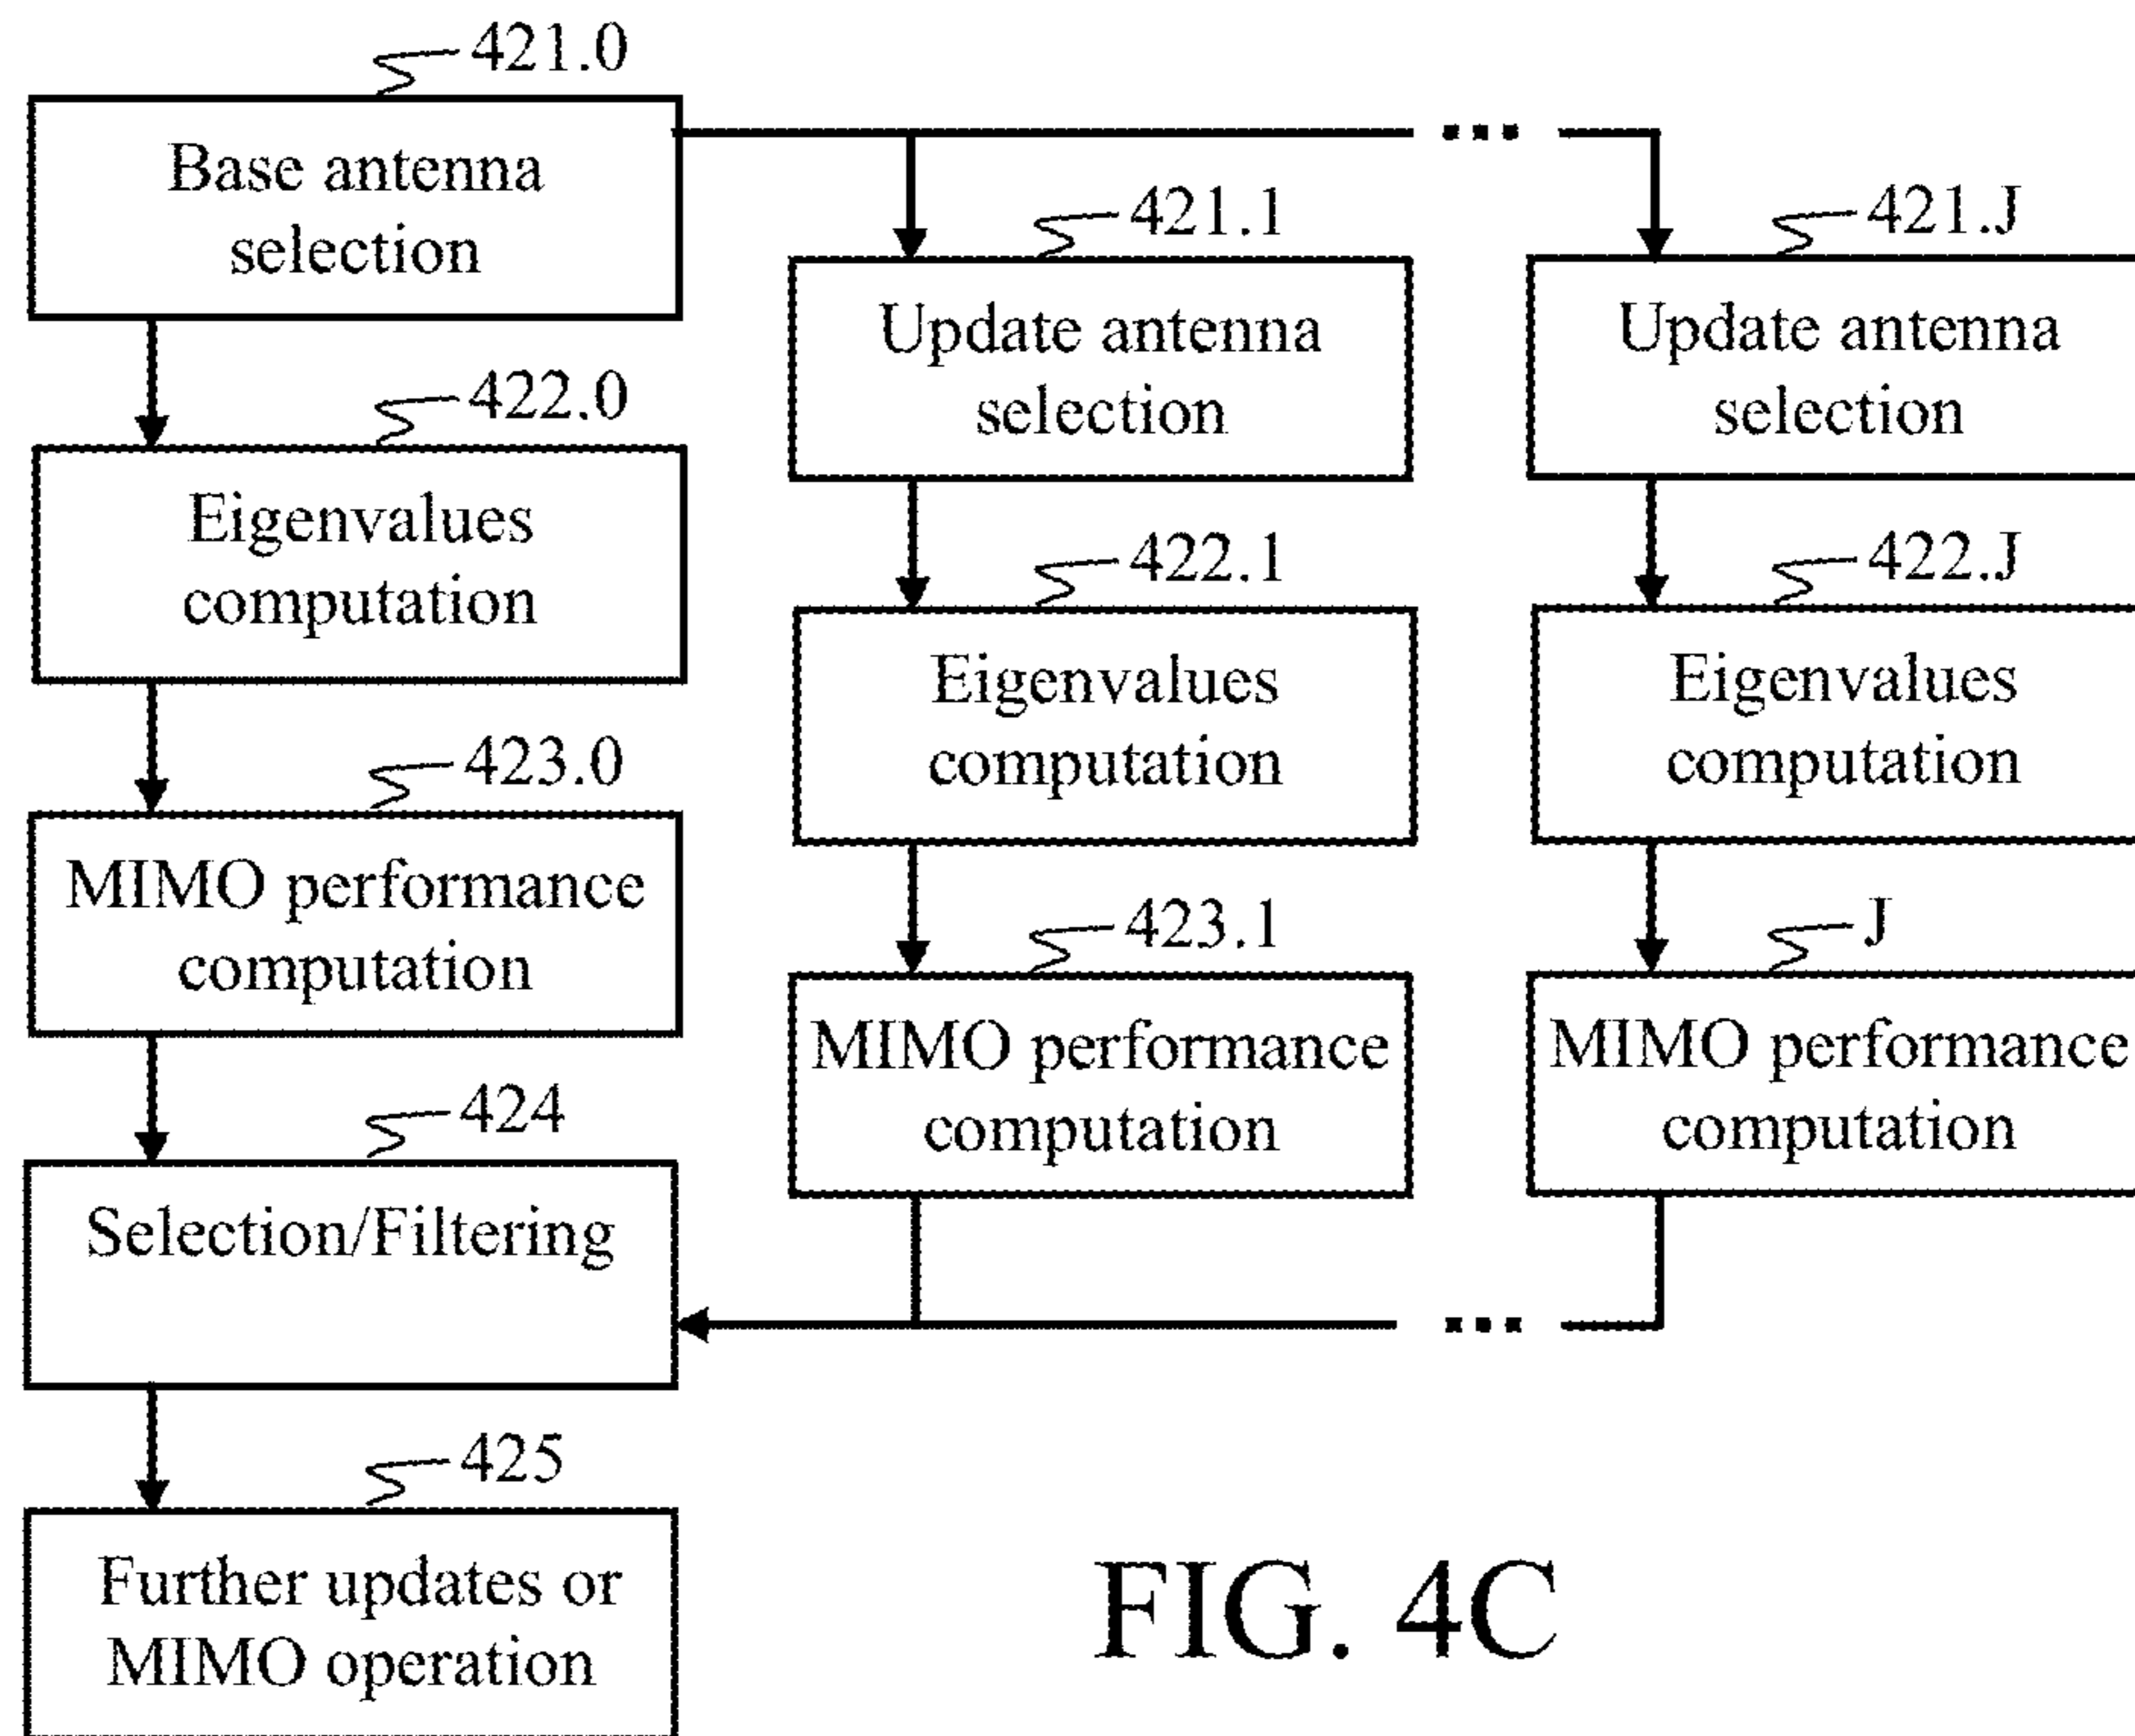 421.0
Base antenna
selection
422.0
Eigenvalues
computation
423.0
MIMO performance
computation
424
Selection/Filtering
425
Further updates or
MIMO operation
421.1
Update antenna
selection
422.1
Eigenvalues
computation
423.1
MIMO performance
computation
...
421.J
Update antenna
selection
422.J
Eigenvalues
computation
J
MIMO performance
computation
...
FIG. 4C